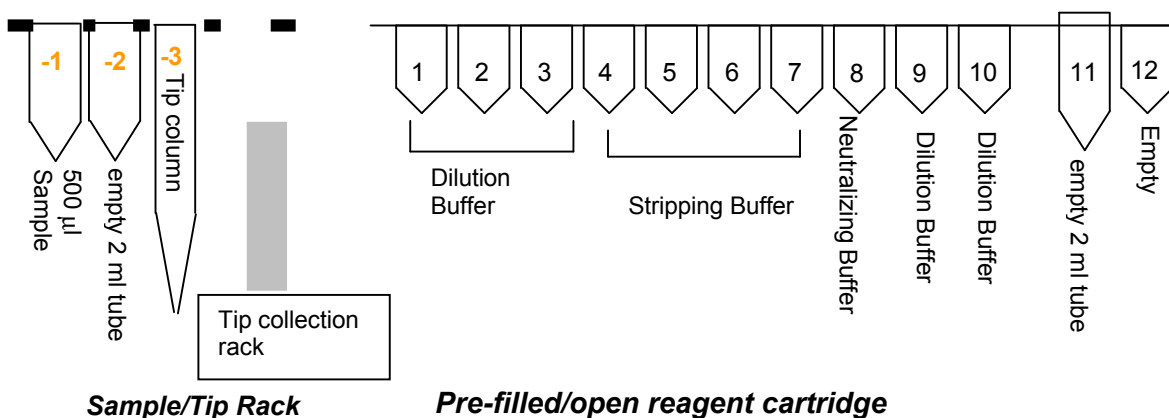 -1
-2
-3
1
2
3
4
5
6
7
8
9
10
11
12
500 µl
Sample
empty 2 ml tube
Tip column
Dilution
Buffer
Stripping Buffer
Neutralizing Buffer
Dilution Buffer
Dilution Buffer
empty 2 ml tube
Empty
Tip collection
rack
Sample/Tip Rack
Pre-filled/open reagent cartridge